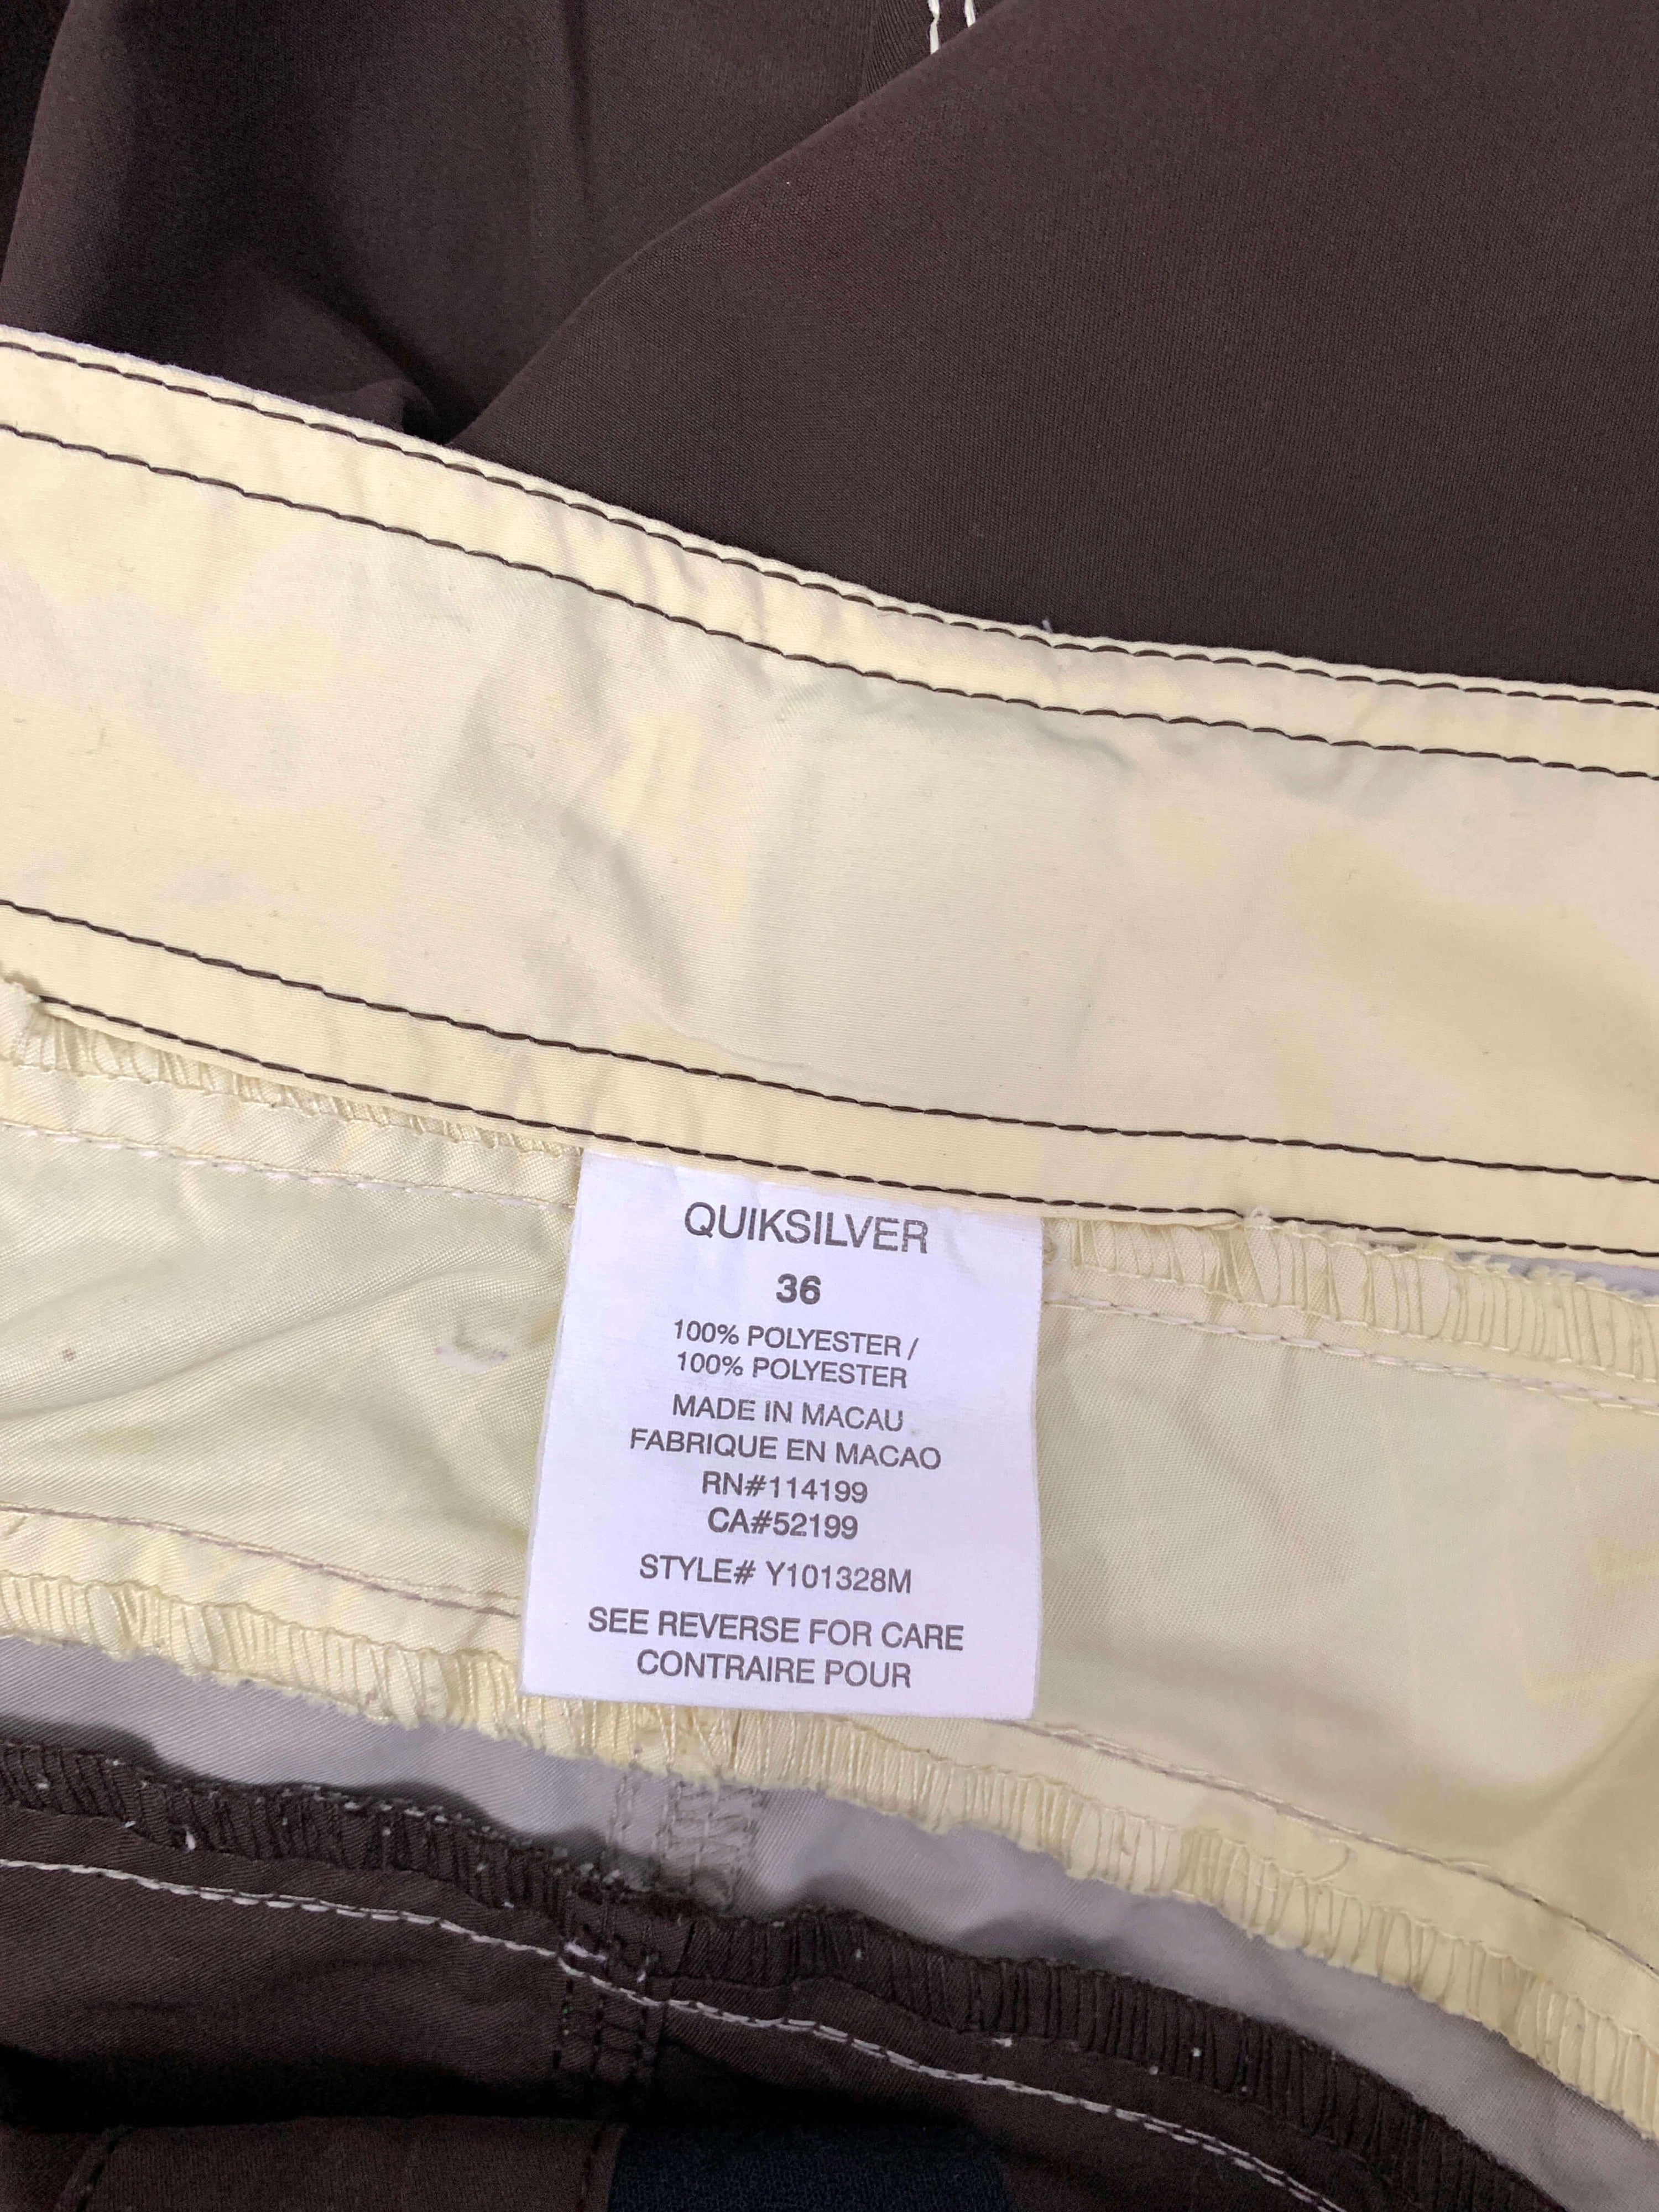 QUIKSILVER
36
100% POLYESTER /
100% POLYESTER
MADE IN MACAU
FABRIQUE EN MACAO
RN#114199
CA#52199
STYLE# Y101328M
SEE REVERSE FOR CARE
CONTRAIRE POUR